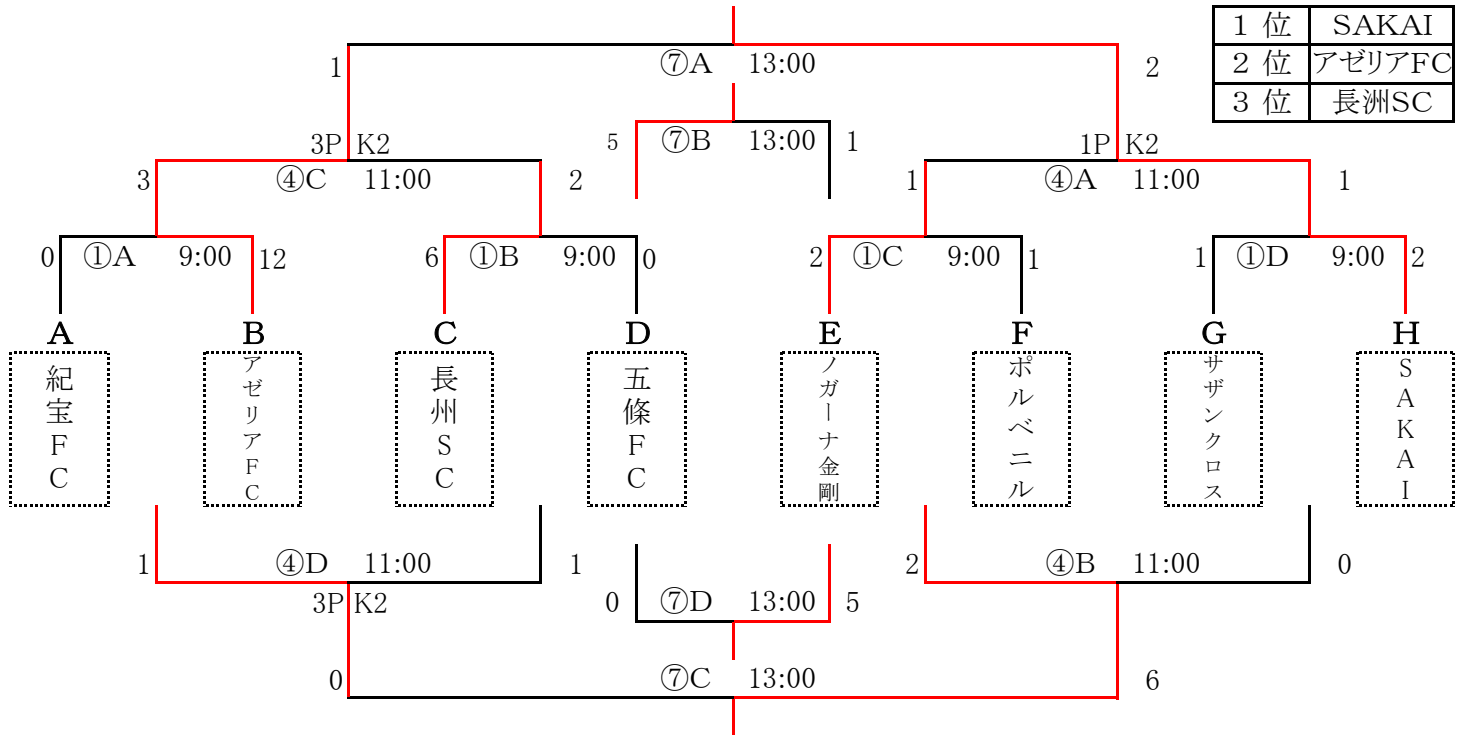 1 位 SAKAI
2 位 アゼリアFC
3 位 長洲SC
1 ⑦A 13:00 2
5 ⑦B 13:00 1
3P K2
1P K2
3 ④C 11:00 2
1 ④A 11:00 1
0 ①A 9:00 12
6 ①B 9:00 0
2 ①C 9:00 1
1 ①D 9:00 2
A B C D E F G H
紀宝FC
アゼリアFC
長州SC
五條FC
ノガーナ金剛
ポルベニル
サザンクロス
SAKAI
1 ④D 11:00 1
2 ④B 11:00 0
3P K2
0 ⑦D 13:00 5
0 ⑦C 13:00 6